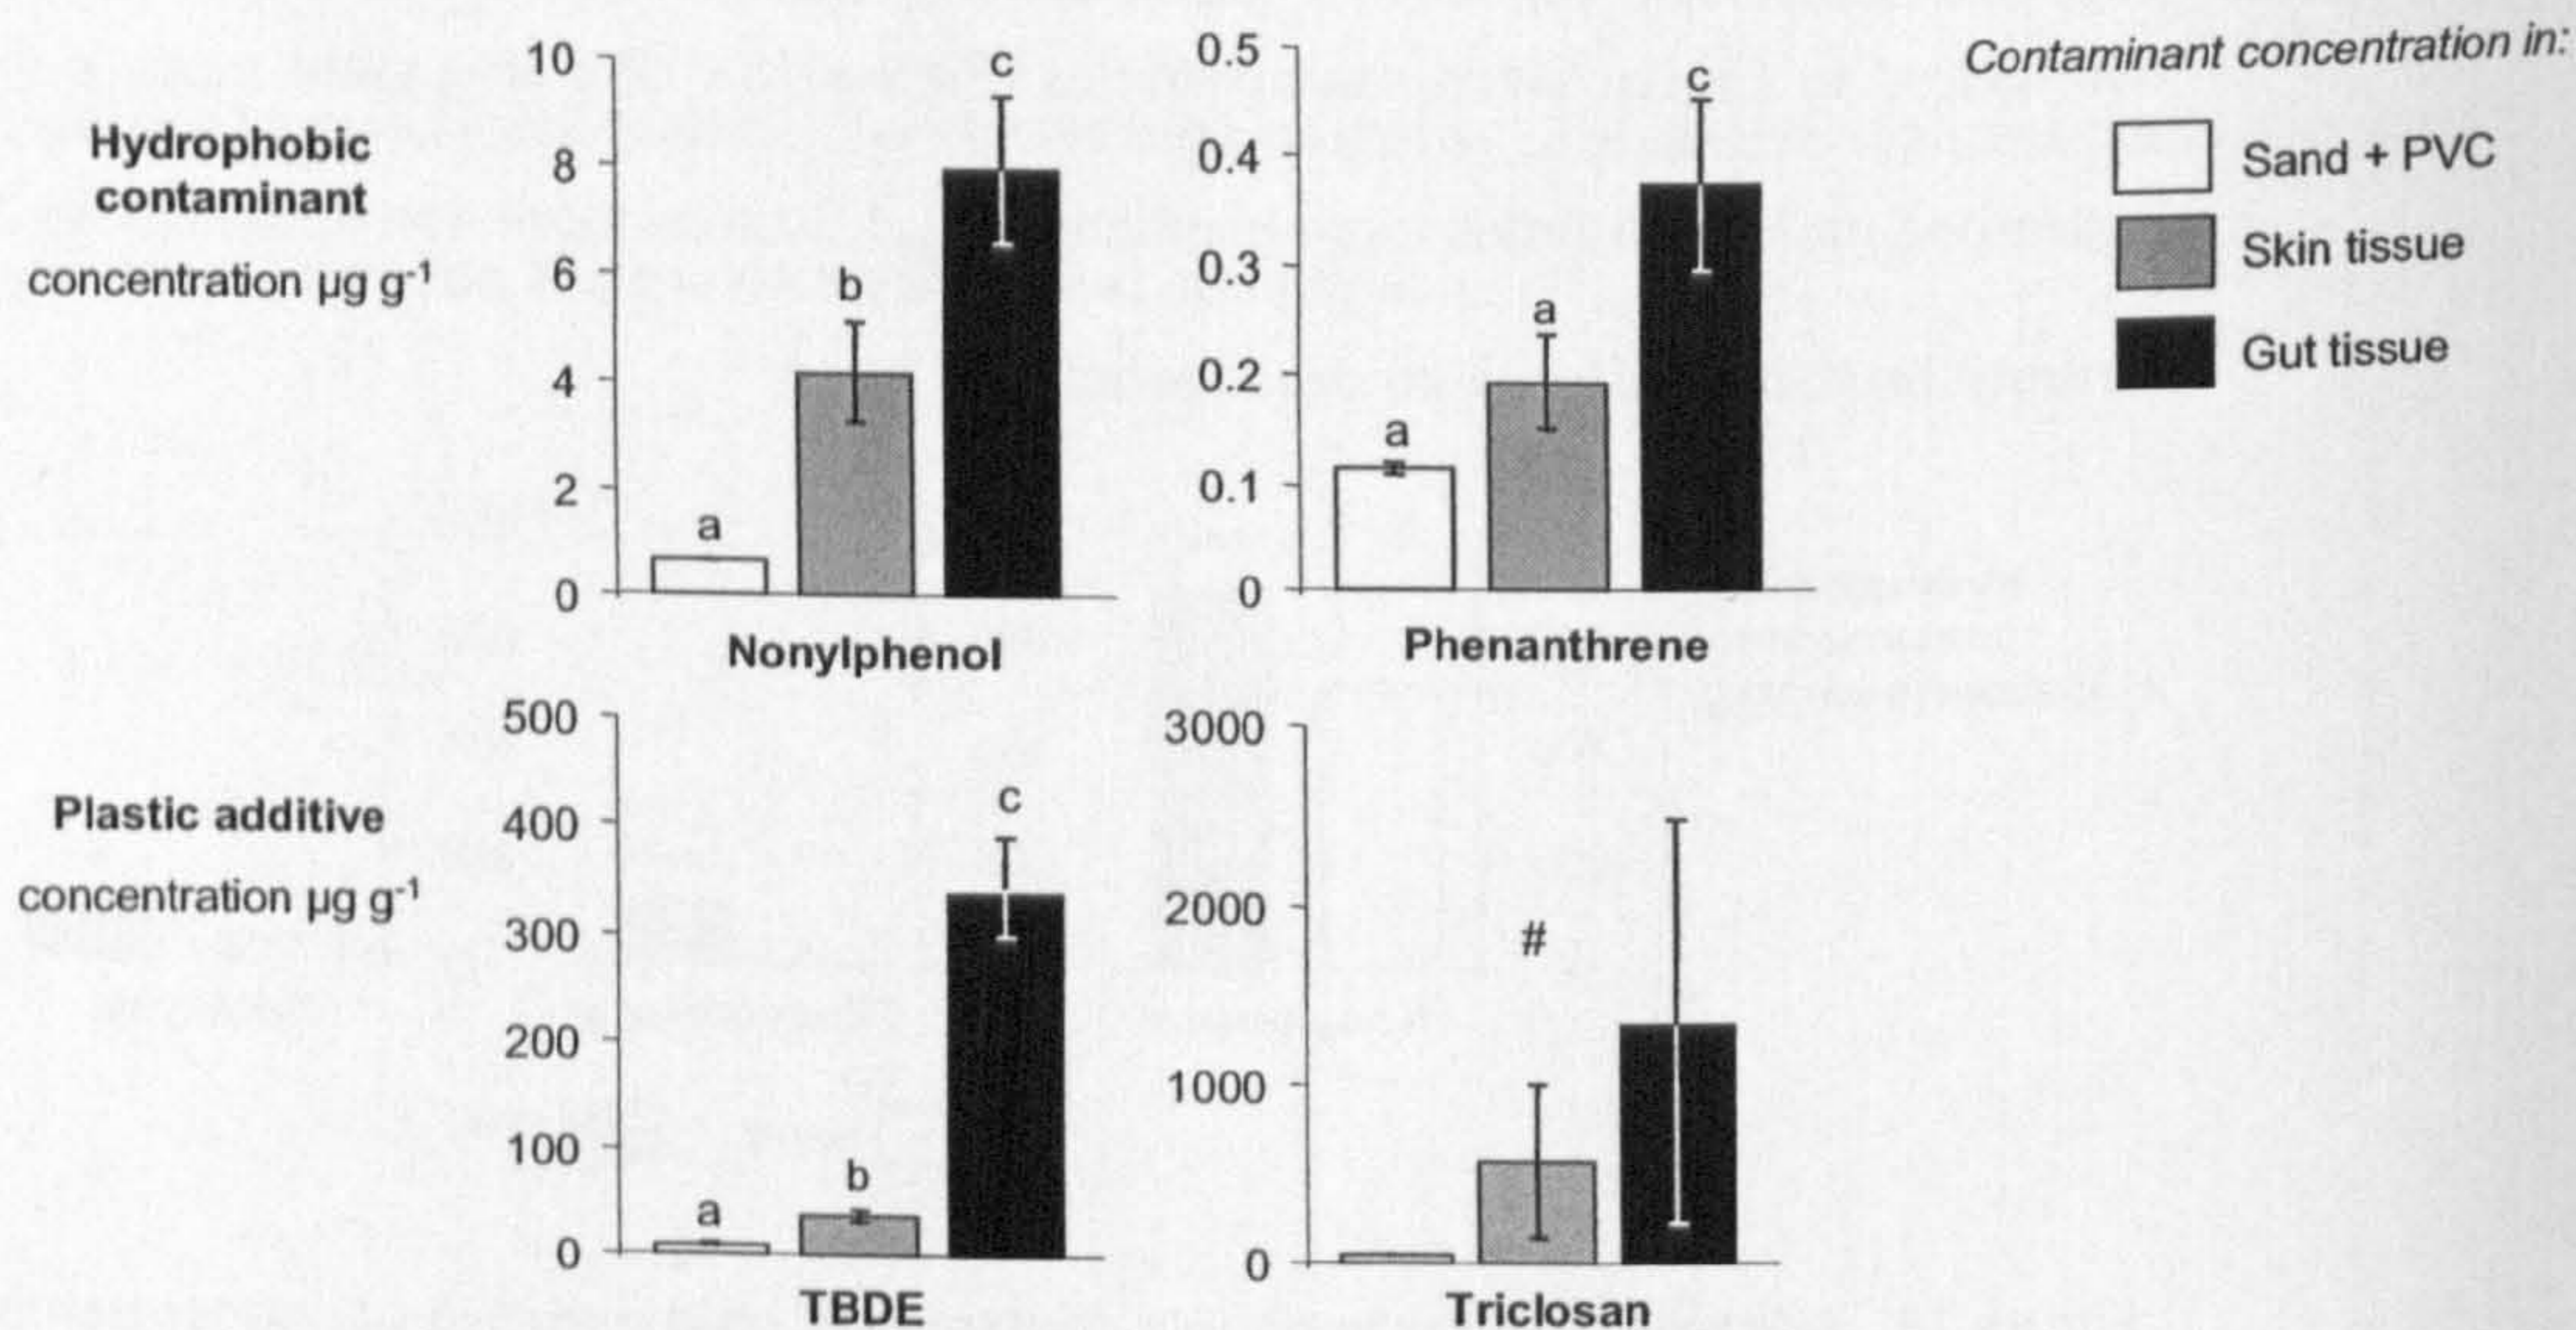 Hydrophobic
contaminant
concentration µg g-1
10
8
6
4
2
0
a
b
c
Nonylphenol
0.5
0.4
0.3
0.2
0.1
0
a
a
c
Phenanthrene
Contaminant concentration in:
Sand + PVC
Skin tissue
Gut tissue
Plastic additive
concentration µg g-1
500
400
300
200
100
0
a
b
c
TBDE
3000
2000
1000
0
#
Triclosan